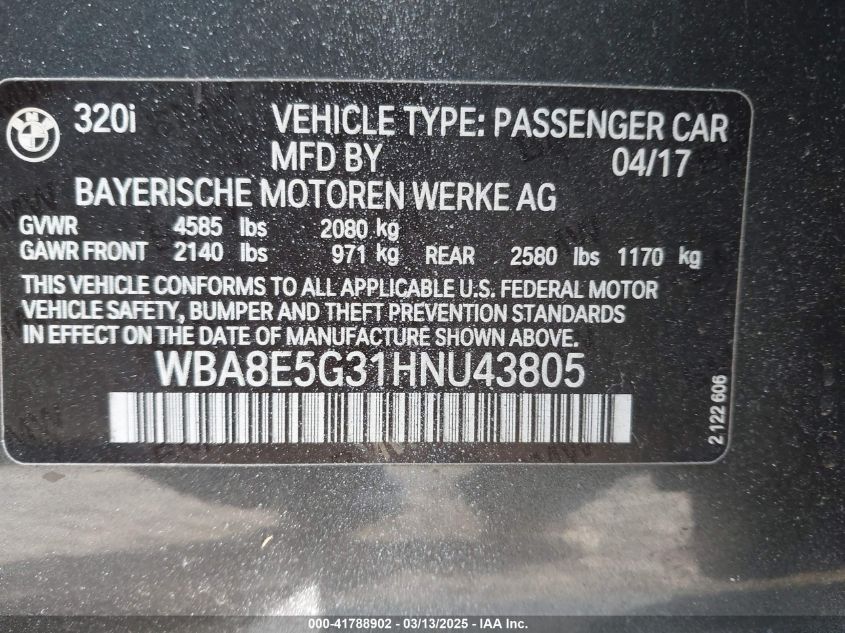 320i VEHICLE TYPE: PASSENGER CAR
MFD BY 04/17
BAYERISCHE MOTOREN WERKE AG
GVWR 4585 lbs 2080 kg
GAWR FRONT 2140 lbs 971 kg REAR 2580 lbs 1170 kg
THIS VEHICLE CONFORMS TO ALL APPLICABLE U.S. FEDERAL MOTOR
VEHICLE SAFETY, BUMPER AND THEFT PREVENTION STANDARDS
IN EFFECT ON THE DATE OF MANUFACTURE SHOWN ABOVE.
WBA8E5G31HNU43805
2 122 606
000-41788902 - 03/13/2025 - IAA Inc.